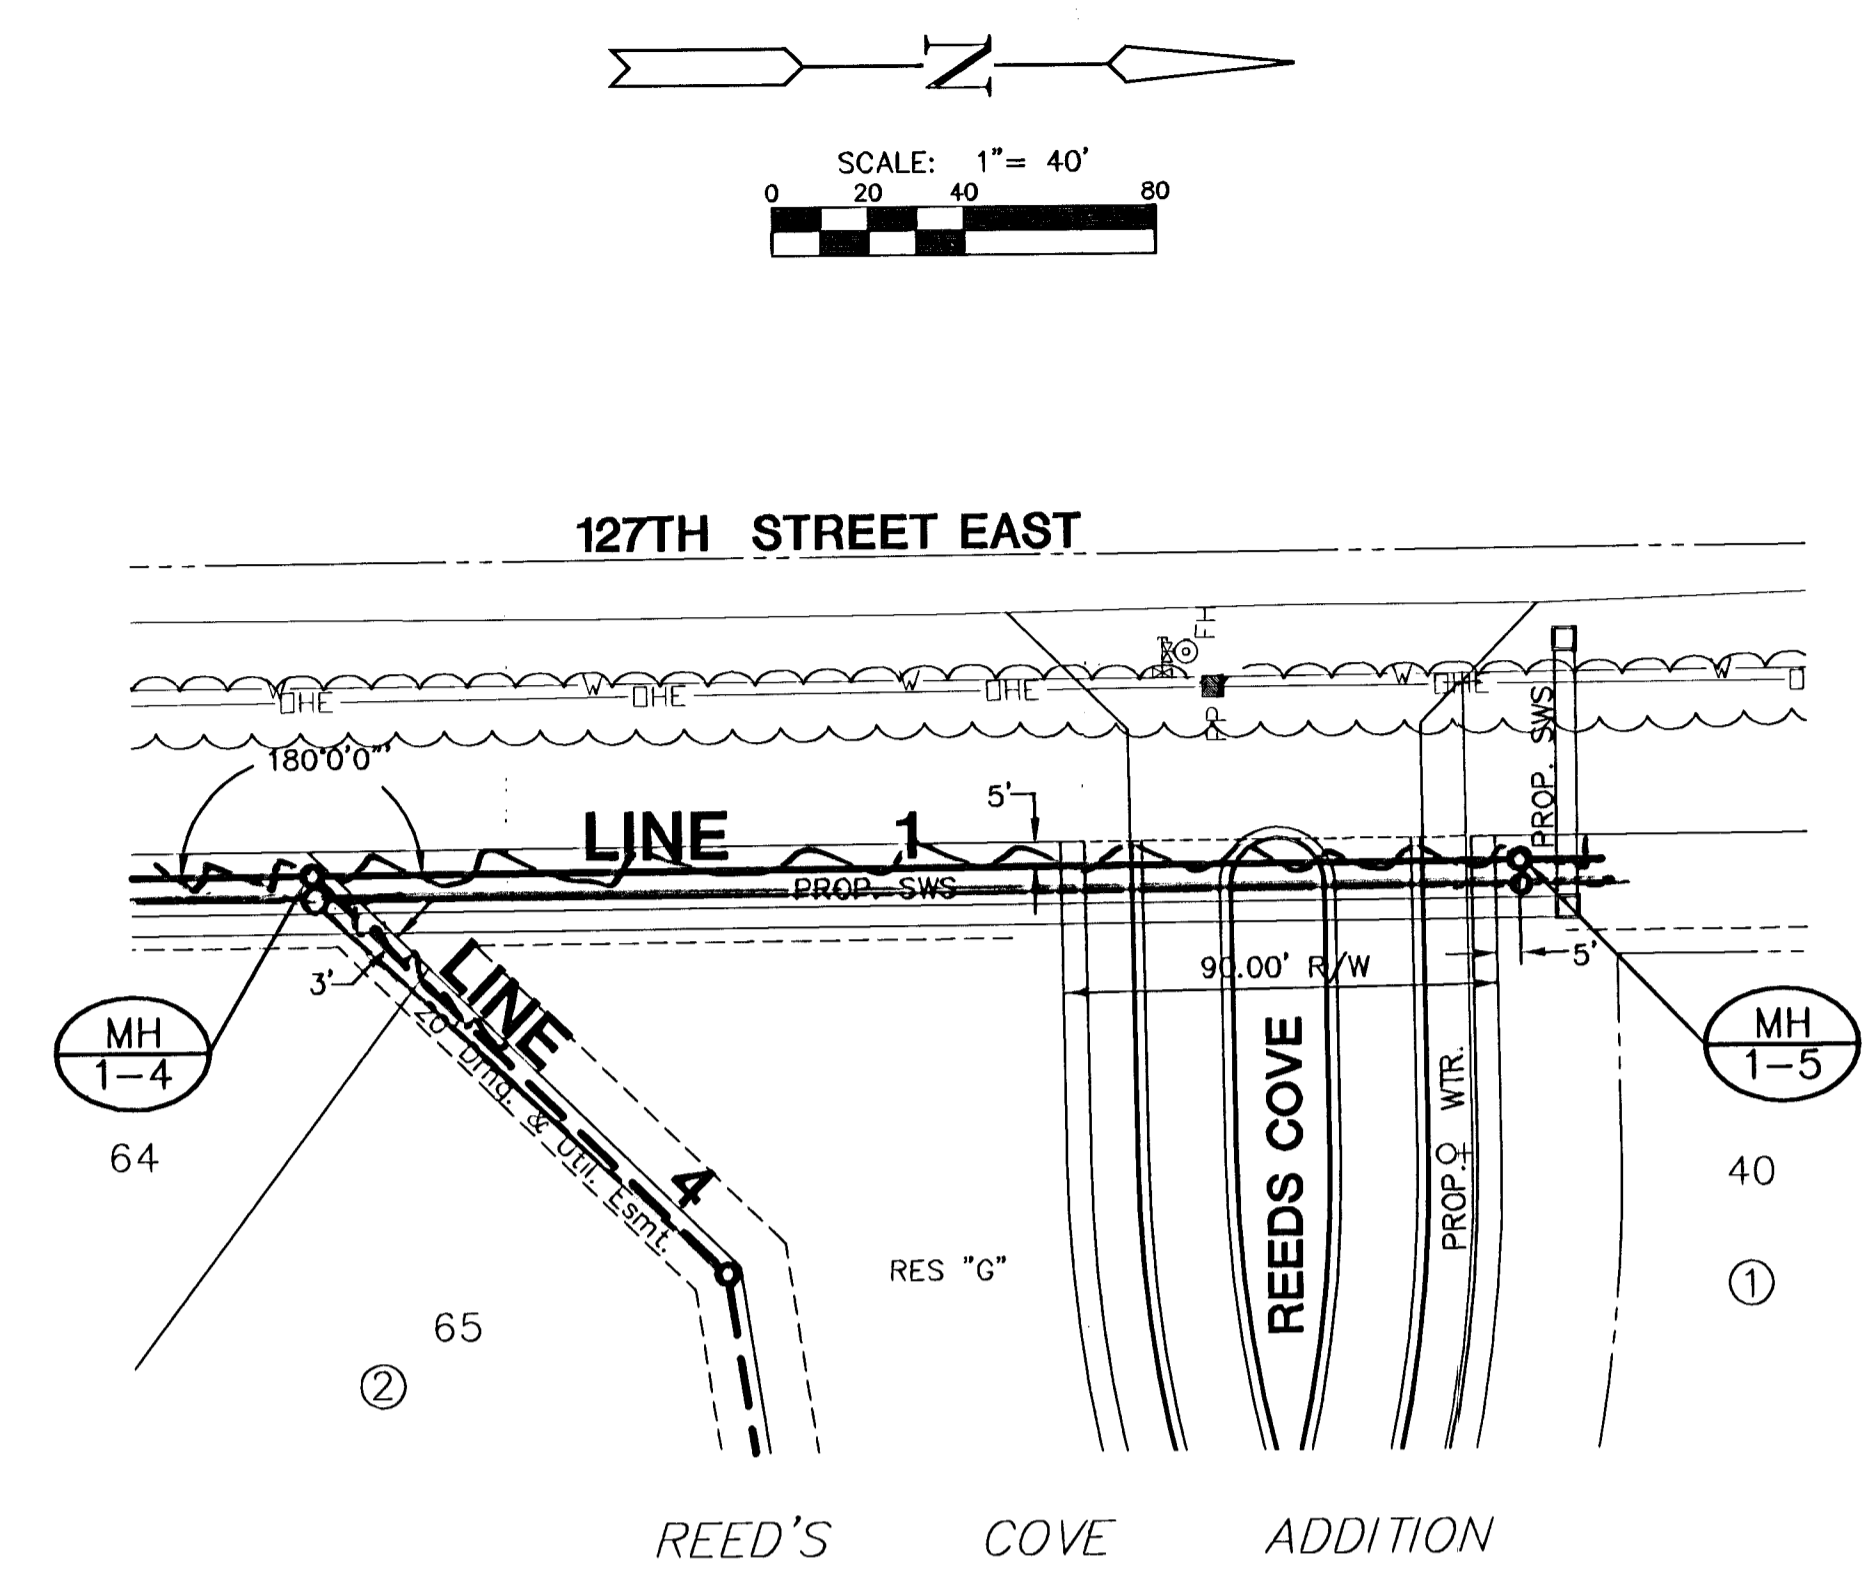 N
SCALE: 1"= 40'
0 20 40 80
127TH STREET EAST
FH
W W W W W
OHE OHE OHE OHE
PP
PROP. SWS
180°0'0"'
5'
LINE 1
PROP. SWS
3'
LINE 4
20' Drng. & Util. Esmt.
90.00' R/W
5'
MH
1-4
MH
1-5
REEDS COVE
PROP. WTR.
64
40
65
RES "G"
1
2
REED'S COVE ADDITION